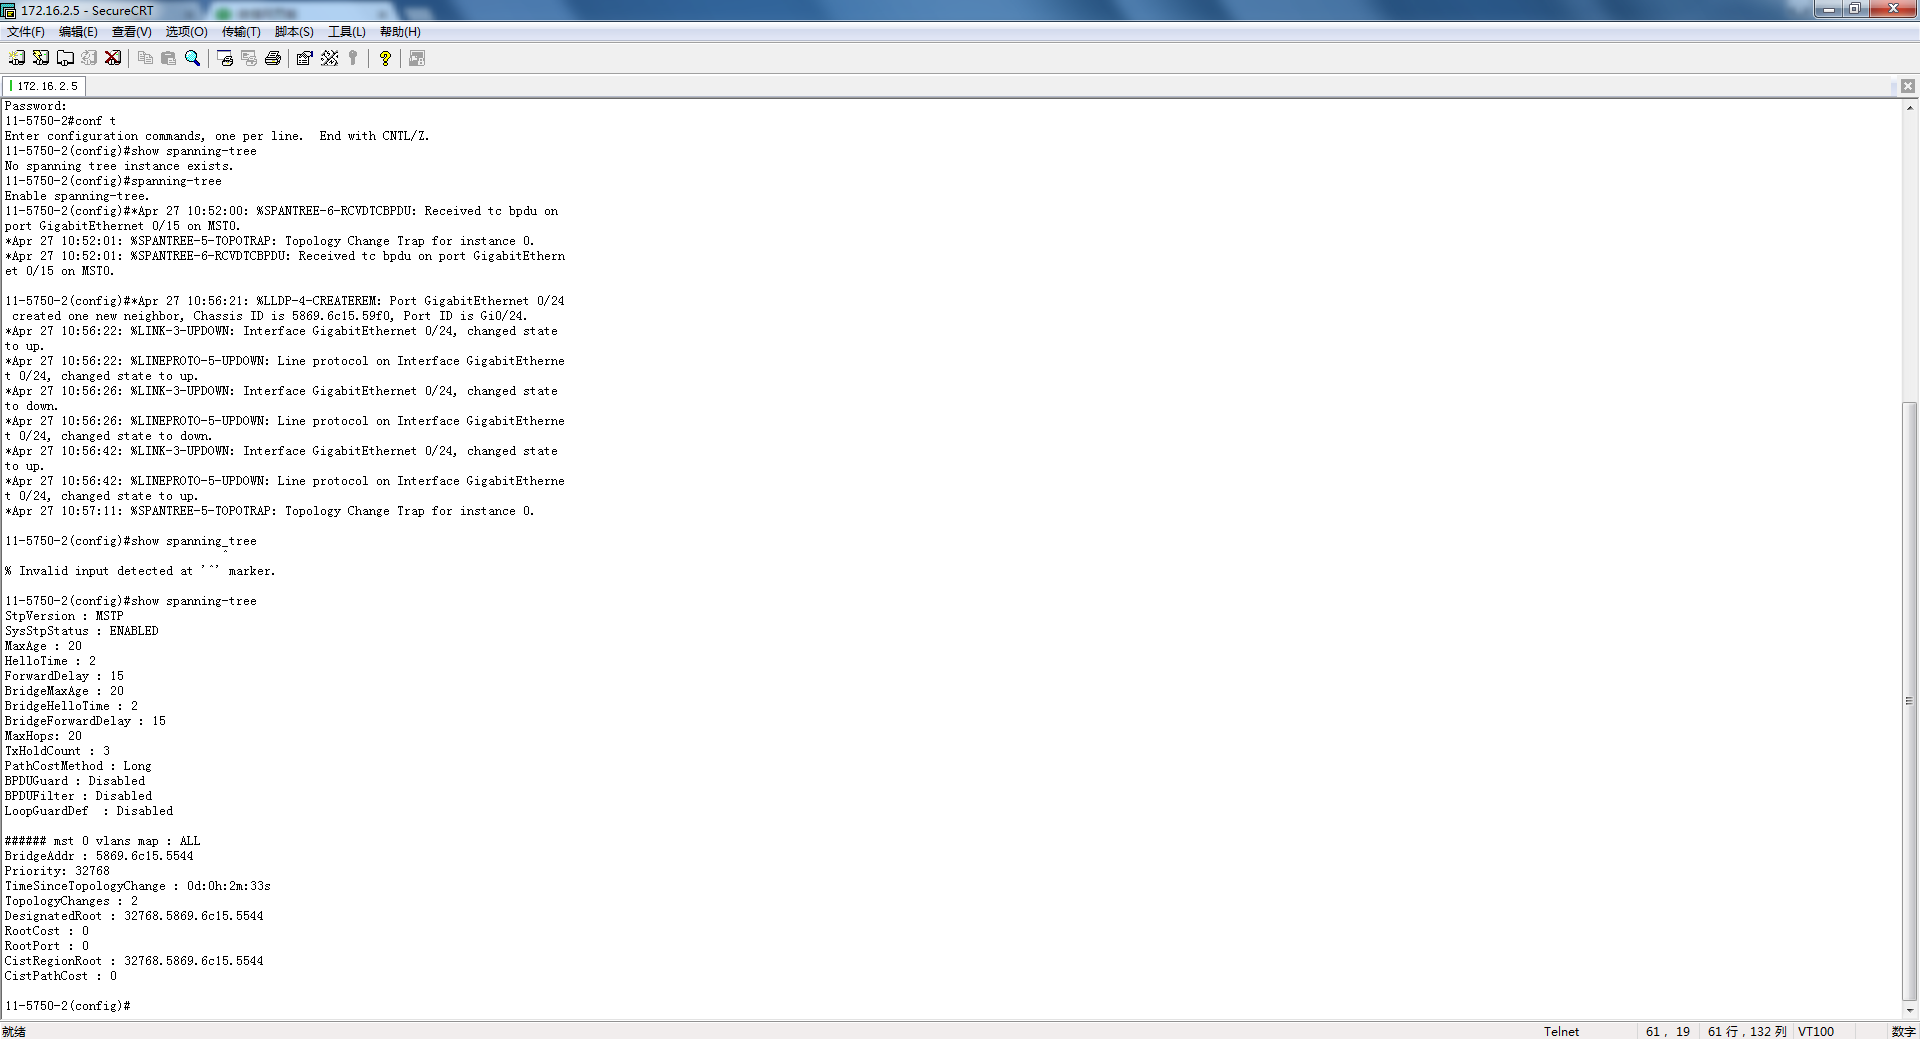 172.16.2.5 - SecureCRT
文件(F) 编辑(E) 查看(V) 选项(O) 传输(T) 脚本(S) 工具(L) 帮助(H)
172.16.2.5
Password:
11-5750-2#conf t
Enter configuration commands, one per line.  End with CNTL/Z.
11-5750-2(config)#show spanning-tree
No spanning tree instance exists.
11-5750-2(config)#spanning-tree
Enable spanning-tree.
11-5750-2(config)#*Apr 27 10:52:00: %SPANTREE-6-RCVDTCBPDU: Received tc bpdu on
port GigabitEthernet 0/15 on MST0.
*Apr 27 10:52:01: %SPANTREE-5-TOPOTRAP: Topology Change Trap for instance 0.
*Apr 27 10:52:01: %SPANTREE-6-RCVDTCBPDU: Received tc bpdu on port GigabitEthern
et 0/15 on MST0.
11-5750-2(config)#*Apr 27 10:56:21: %LLDP-4-CREATEREM: Port GigabitEthernet 0/24
 created one new neighbor, Chassis ID is 5869.6c15.59f0, Port ID is Gi0/24.
*Apr 27 10:56:22: %LINK-3-UPDOWN: Interface GigabitEthernet 0/24, changed state
to up.
*Apr 27 10:56:22: %LINEPROTO-5-UPDOWN: Line protocol on Interface GigabitEtherne
t 0/24, changed state to up.
*Apr 27 10:56:26: %LINK-3-UPDOWN: Interface GigabitEthernet 0/24, changed state
to down.
*Apr 27 10:56:26: %LINEPROTO-5-UPDOWN: Line protocol on Interface GigabitEtherne
t 0/24, changed state to down.
*Apr 27 10:56:42: %LINK-3-UPDOWN: Interface GigabitEthernet 0/24, changed state
to up.
*Apr 27 10:56:42: %LINEPROTO-5-UPDOWN: Line protocol on Interface GigabitEtherne
t 0/24, changed state to up.
*Apr 27 10:57:11: %SPANTREE-5-TOPOTRAP: Topology Change Trap for instance 0.
11-5750-2(config)#show spanning_tree
^
% Invalid input detected at '^' marker.
11-5750-2(config)#show spanning-tree
StpVersion : MSTP
SysStpStatus : ENABLED
MaxAge : 20
HelloTime : 2
ForwardDelay : 15
BridgeMaxAge : 20
BridgeHelloTime : 2
BridgeForwardDelay : 15
MaxHops: 20
TxHoldCount : 3
PathCostMethod : Long
BPDUGuard : Disabled
BPDUFilter : Disabled
LoopGuardDef  : Disabled
###### mst 0 vlans map : ALL
BridgeAddr : 5869.6c15.5544
Priority: 32768
TimeSinceTopologyChange : 0d:0h:2m:33s
TopologyChanges : 2
DesignatedRoot : 32768.5869.6c15.5544
RootCost : 0
RootPort : 0
CistRegionRoot : 32768.5869.6c15.5544
CistPathCost : 0
11-5750-2(config)#
就绪 Telnet 61， 19 61 行，132 列 VT100 数字